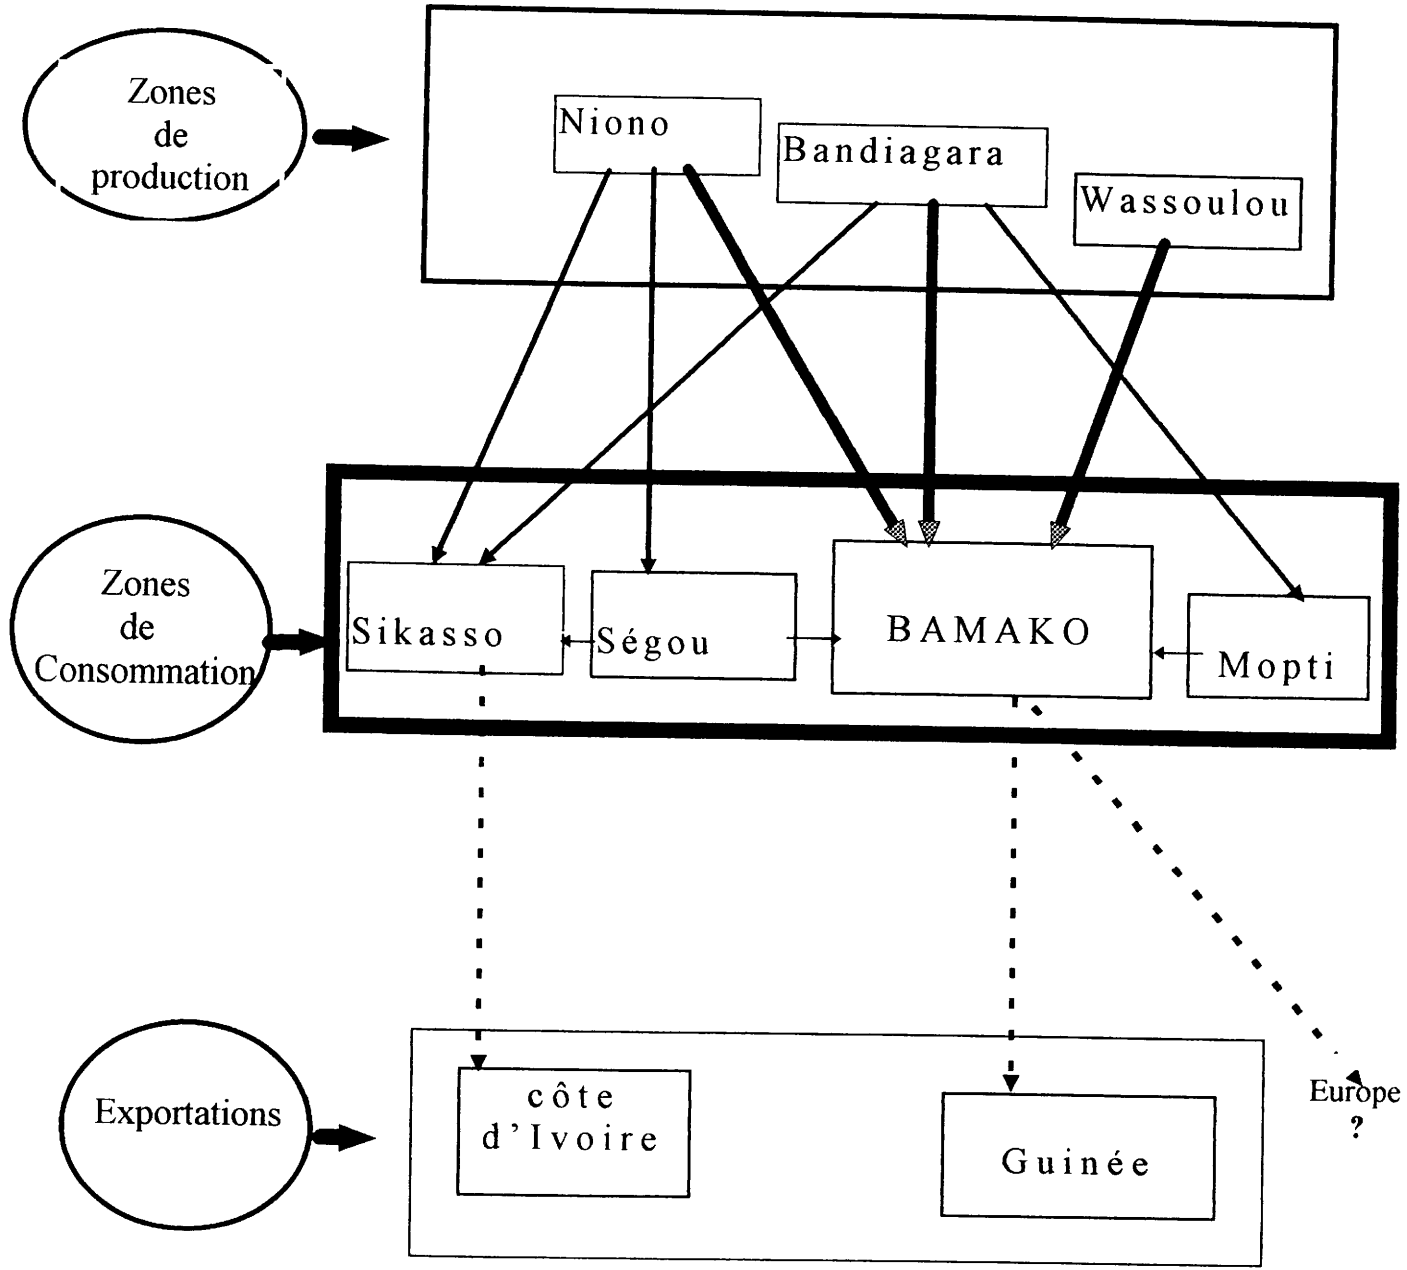 Zones
de
production
Niono
Bandiagara
Wassoulou
Zones
de
Consommation
Sikasso
Ségou
BAMAKO
Mopti
Exportations
côte
d'Ivoire
Guinée
Europe
?